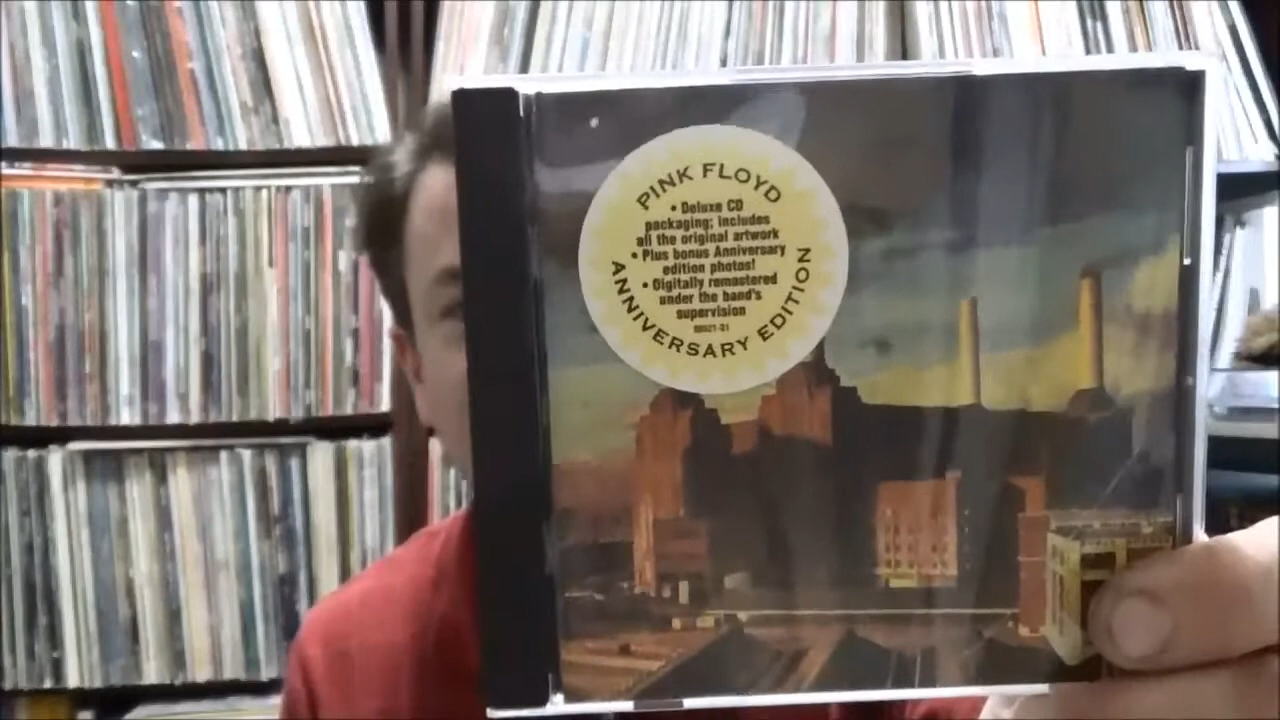 PINK FLOYD
• Deluxe CD
packaging; includes
all the original artwork
• Plus bonus Anniversary
edition photos!
• Digitally remastered
under the band's
supervision
ANNIVERSARY EDITION